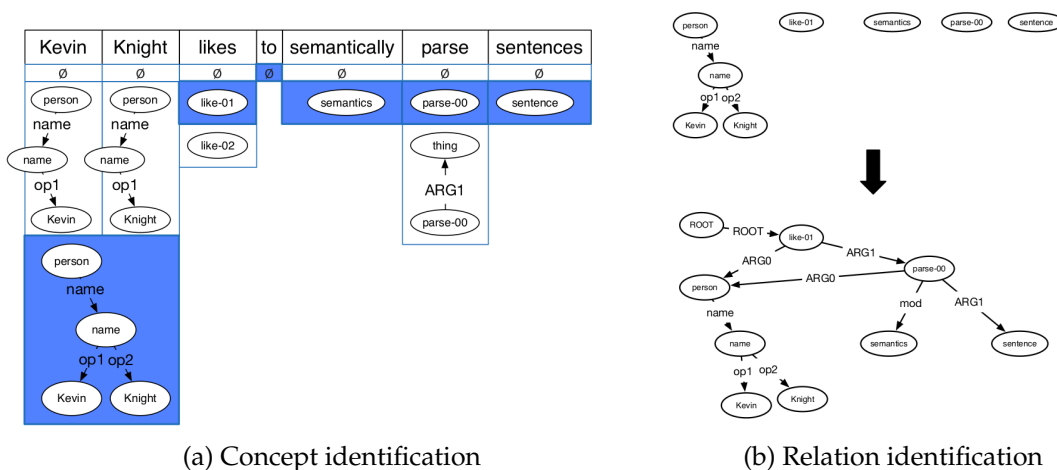 Kevin Knight likes to semantically parse sentences
Ø Ø Ø Ø Ø Ø Ø
person person like-01 semantics parse-00 sentence
name name like-02 thing
name name ARG1
op1 op1 parse-00
Kevin Knight
person
name
name
op1 op2
Kevin Knight
(a) Concept identification
person like-01 semantics parse-00 sentence
name
name
op1 op2
Kevin Knight
ROOT ROOT like-01
ARG0 ARG1
person ARG0 parse-00
name mod ARG1
name semantics sentence
op1 op2
Kevin Knight
(b) Relation identification